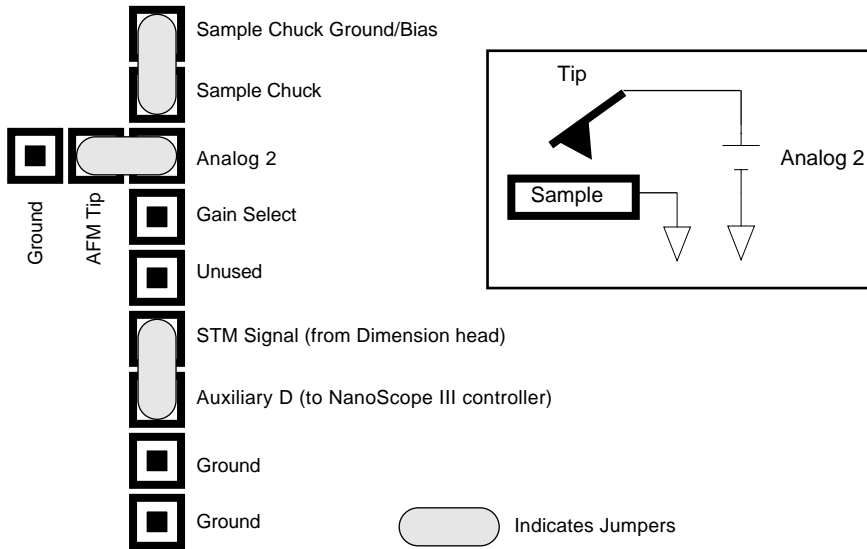 Sample Chuck Ground/Bias
Sample Chuck
Analog 2
Ground
AFM Tip
Gain Select
Unused
STM Signal (from Dimension head)
Auxiliary D (to NanoScope III controller)
Ground
Ground
Indicates Jumpers
Tip
Sample
Analog 2